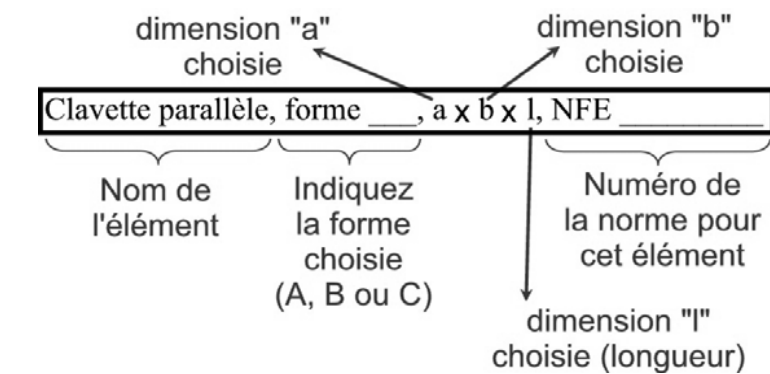 dimension "a"
choisie
dimension "b"
choisie
Clavette parallèle, forme ___, a x b x l, NFE _________
Nom de
l'élément
Indiquez
la forme
choisie
(A, B ou C)
Numéro de
la norme pour
cet élément
dimension "l"
choisie (longueur)